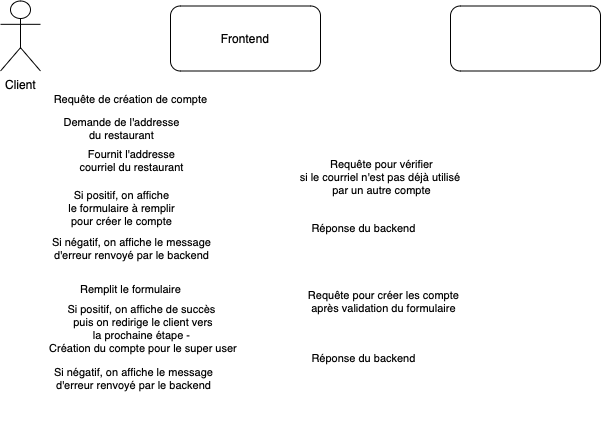 Frontend
Client
Requête de création de compte
Demande de l'addresse
du restaurant
Fournit l'addresse
courriel du restaurant
Requête pour vérifier
si le courriel n'est pas déjà utilisé
par un autre compte
Si positif, on affiche
le formulaire à remplir
pour créer le compte
Réponse du backend
Si négatif, on affiche le message
d'erreur renvoyé par le backend
Remplit le formulaire
Requête pour créer les compte
après validation du formulaire
Si positif, on affiche de succès
puis on redirige le client vers
la prochaine étape -
Création du compte pour le super user
Réponse du backend
Si négatif, on affiche le message
d'erreur renvoyé par le backend